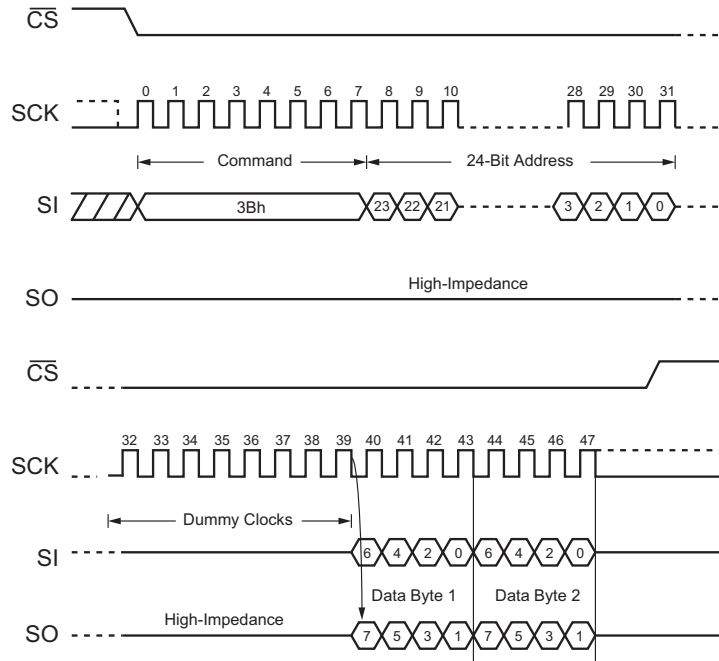 CS
0 1 2 3 4 5 6 7 8 9 10 28 29 30 31
SCK
Command 24-Bit Address
SI 3Bh 23 22 21 3 2 1 0
High-Impedance
SO
CS
32 33 34 35 36 37 38 39 40 41 42 43 44 45 46 47
SCK
Dummy Clocks
SI 6 4 2 0 6 4 2 0
Data Byte 1 Data Byte 2
High-Impedance
SO 7 5 3 1 7 5 3 1